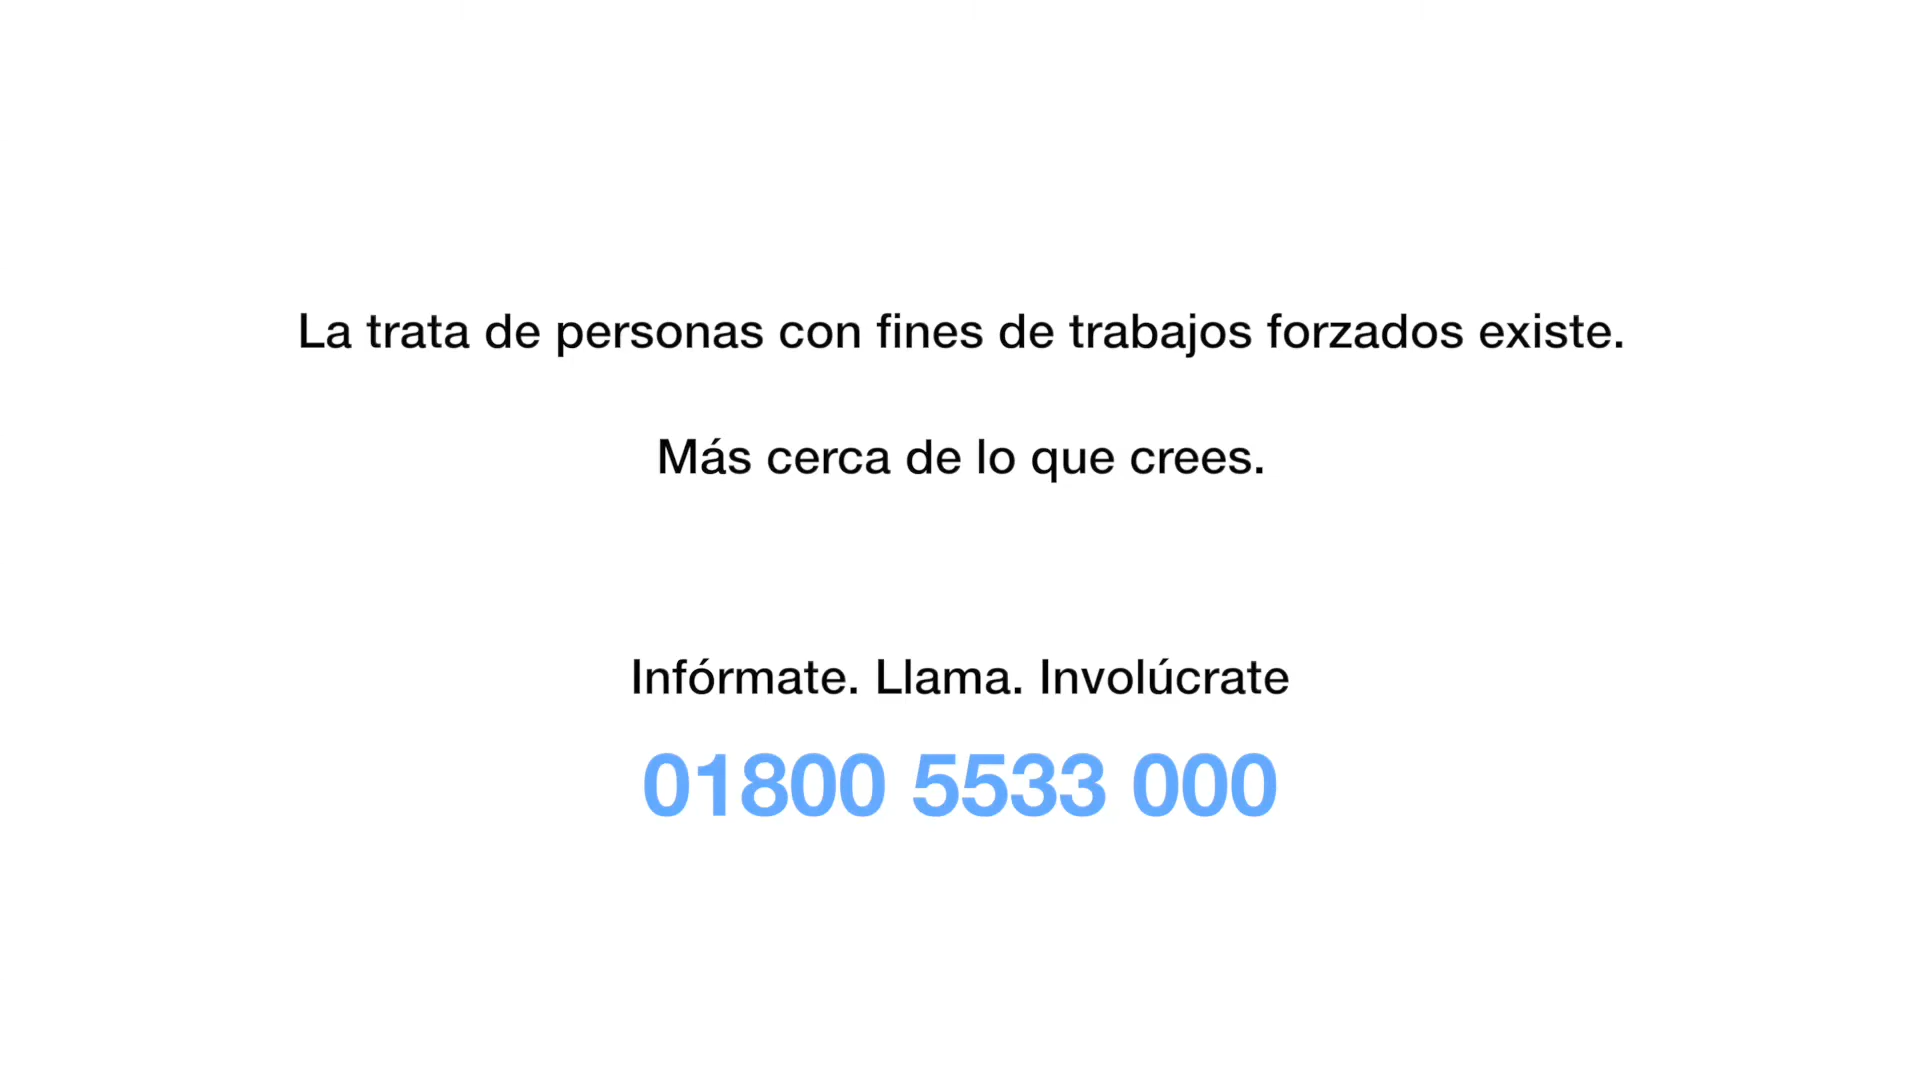 La trata de personas con fines de trabajos forzados existe.
Más cerca de lo que crees.
Infórmate. Llama. Involúcrate
01800 5533 000